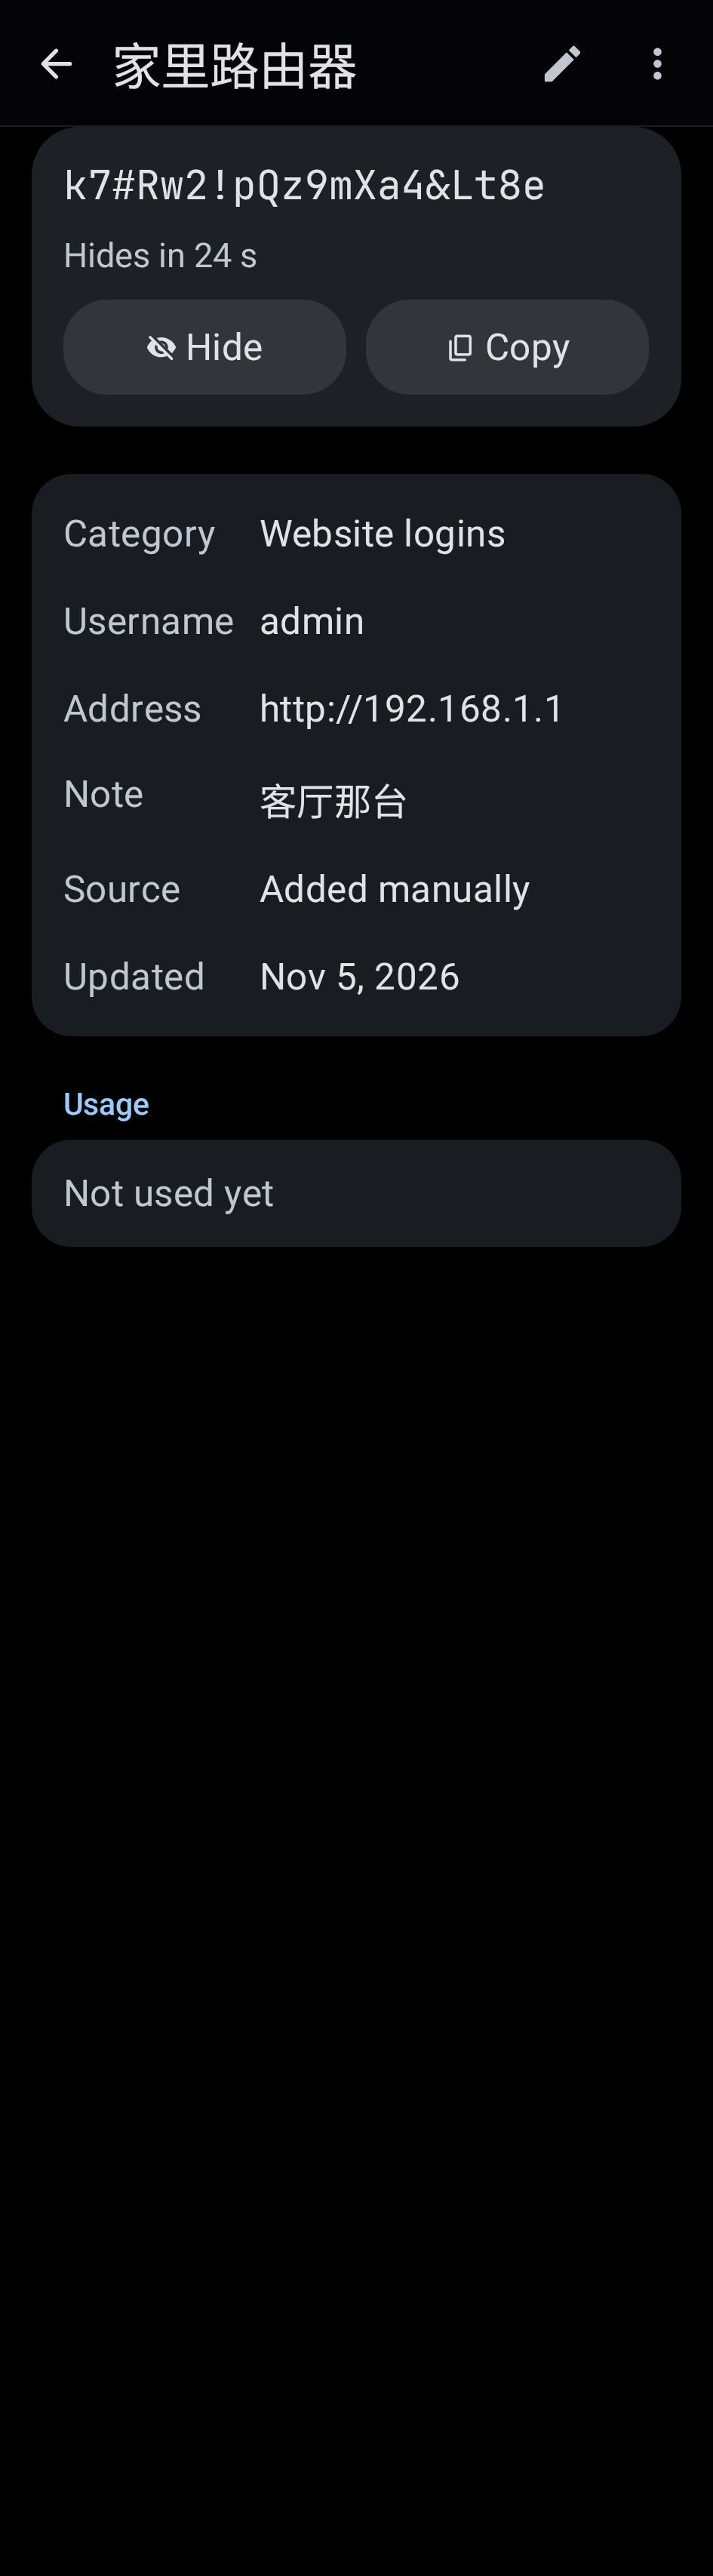 家里路由器
k7#Rw2!pQz9mXa4&Lt8e
Hides in 24 s
Hide Copy
Category Website logins
Username admin
Address http://192.168.1.1
Note 客厅那台
Source Added manually
Updated Nov 5, 2026
Usage
Not used yet